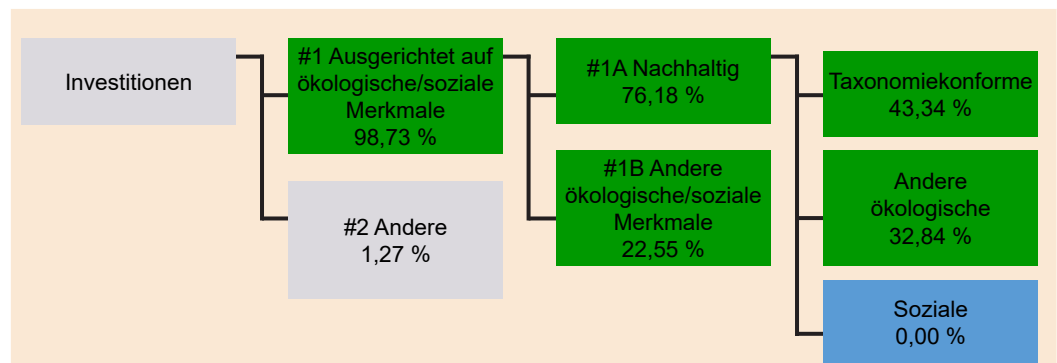 Investitionen
#1 Ausgerichtet auf
ökologische/soziale
Merkmale
98,73 %
#2 Andere
1,27 %
#1A Nachhaltig
76,18 %
#1B Andere
ökologische/soziale
Merkmale
22,55 %
Taxonomiekonforme
43,34 %
Andere
ökologische
32,84 %
Soziale
0,00 %